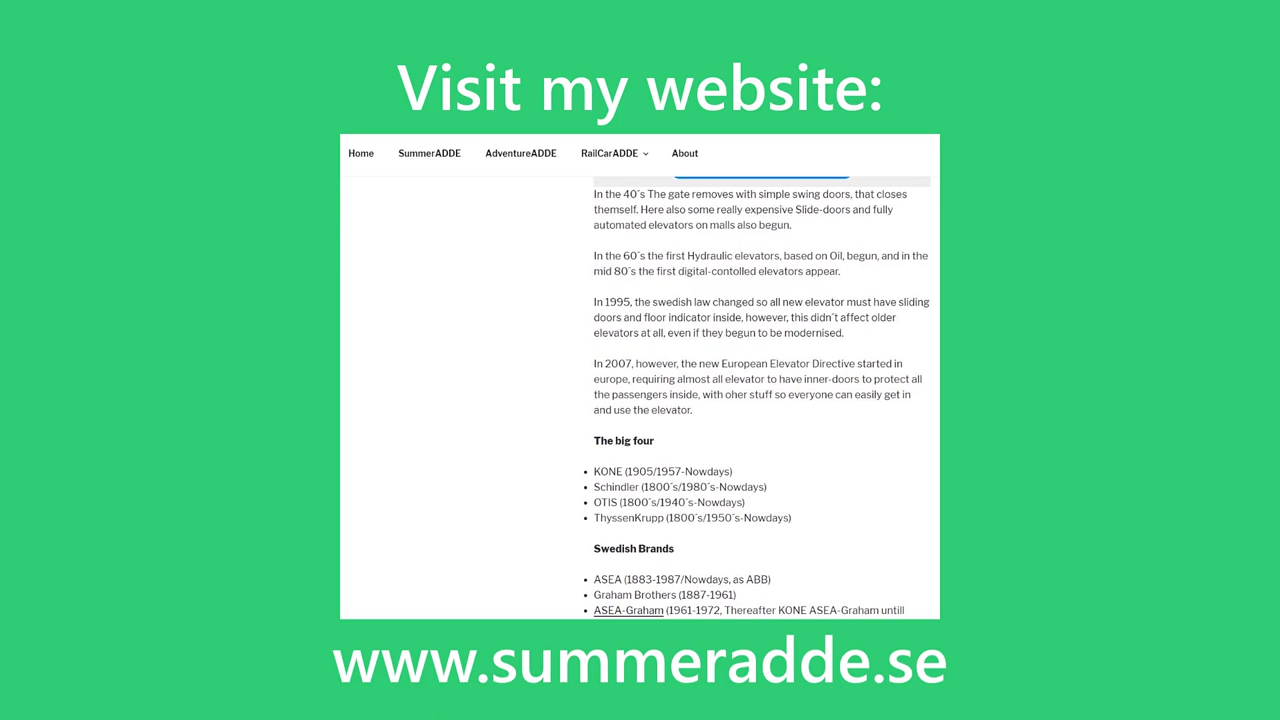 Visit my website:
Home SummerADDE AdventureADDE RailCarADDE About
In the 40´s The gate removes with simple swing doors, that closes
themself. Here also some really expensive Slide-doors and fully
automated elevators on malls also begun.
In the 60´s the first Hydraulic elevators, based on Oil, begun, and in the
mid 80´s the first digital-contolled elevators appear.
In 1995, the swedish law changed so all new elevator must have sliding
doors and floor indicator inside, however, this didn´t affect older
elevators at all, even if they begun to be modernised.
In 2007, however, the new European Elevator Directive started in
europe, requiring almost all elevator to have inner-doors to protect all
the passengers inside, with oher stuff so everyone can easily get in
and use the elevator.
The big four
• KONE (1905/1957-Nowdays)
• Schindler (1800´s/1980´s-Nowdays)
• OTIS (1800´s/1940´s-Nowdays)
• ThyssenKrupp (1800´s/1950´s-Nowdays)
Swedish Brands
• ASEA (1883-1987/Nowdays, as ABB)
• Graham Brothers (1887-1961)
• ASEA-Graham (1961-1972, Thereafter KONE ASEA-Graham untill
www.summeradde.se